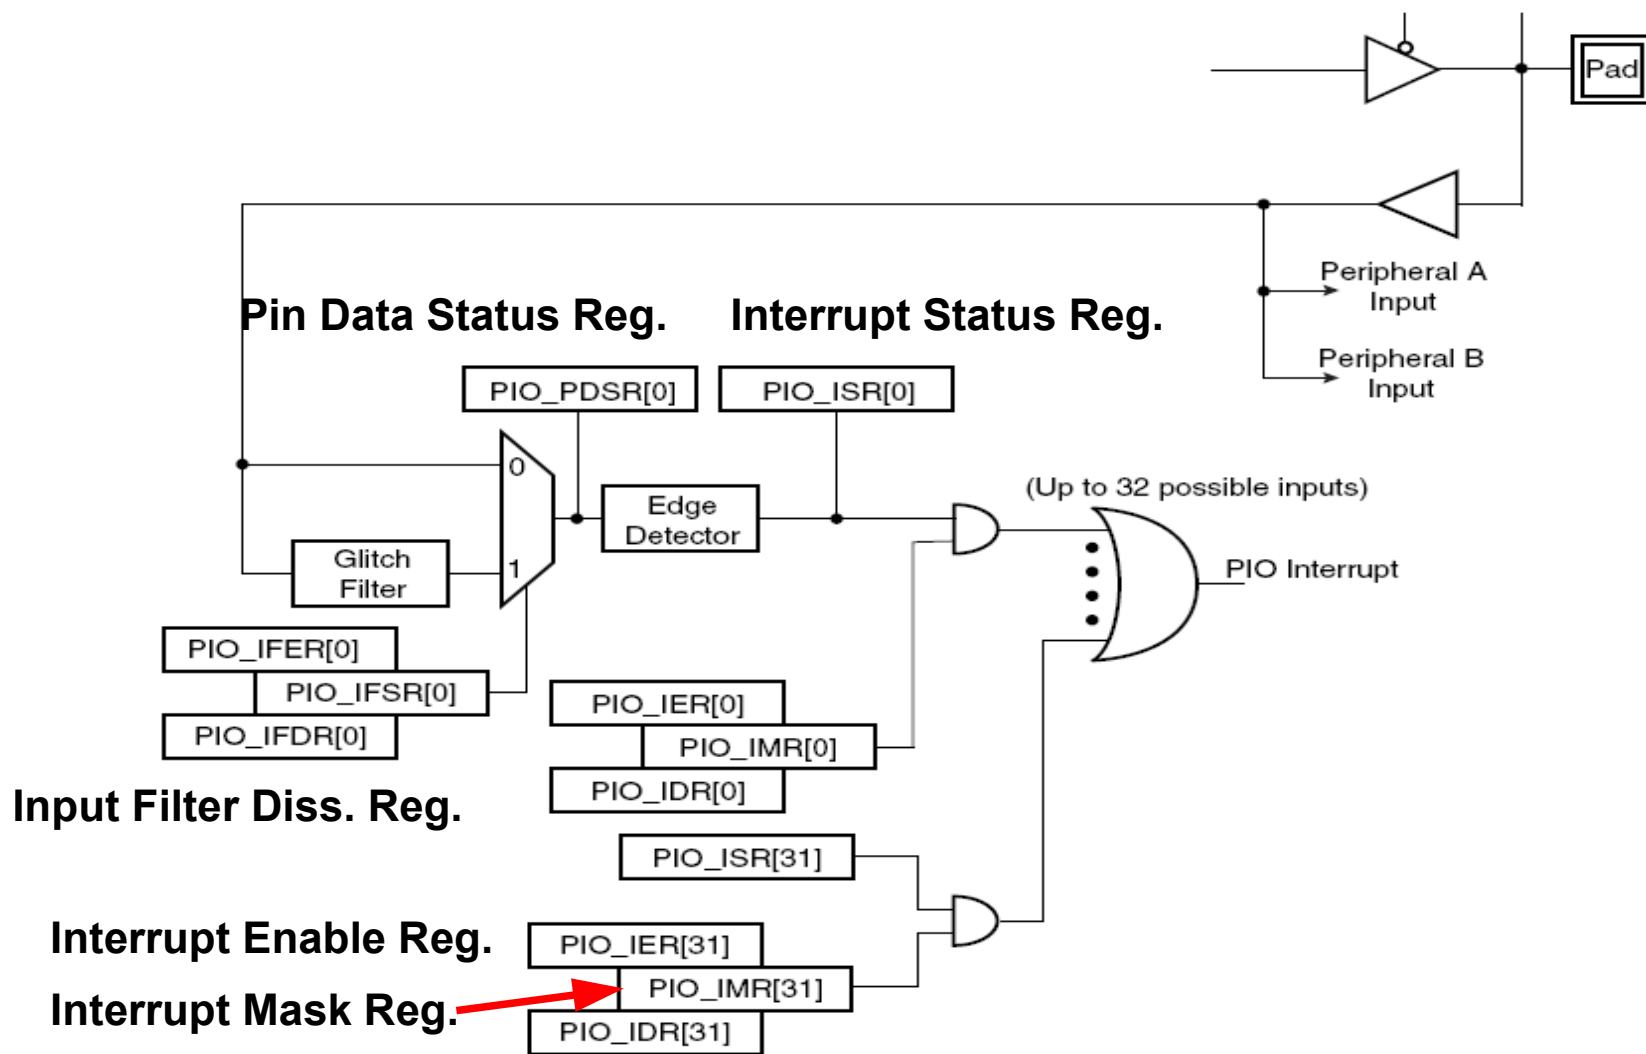 Pad
Peripheral A
Input
Pin Data Status Reg.
Interrupt Status Reg.
Peripheral B
Input
PIO_PDSR[0]
PIO_ISR[0]
0
(Up to 32 possible inputs)
Edge
Detector
Glitch
Filter
1
PIO Interrupt
PIO_IFER[0]
PIO_IFSR[0]
PIO_IFDR[0]
PIO_IER[0]
PIO_IMR[0]
PIO_IDR[0]
Input Filter Diss. Reg.
PIO_ISR[31]
Interrupt Enable Reg.
PIO_IER[31]
Interrupt Mask Reg.
PIO_IMR[31]
PIO_IDR[31]